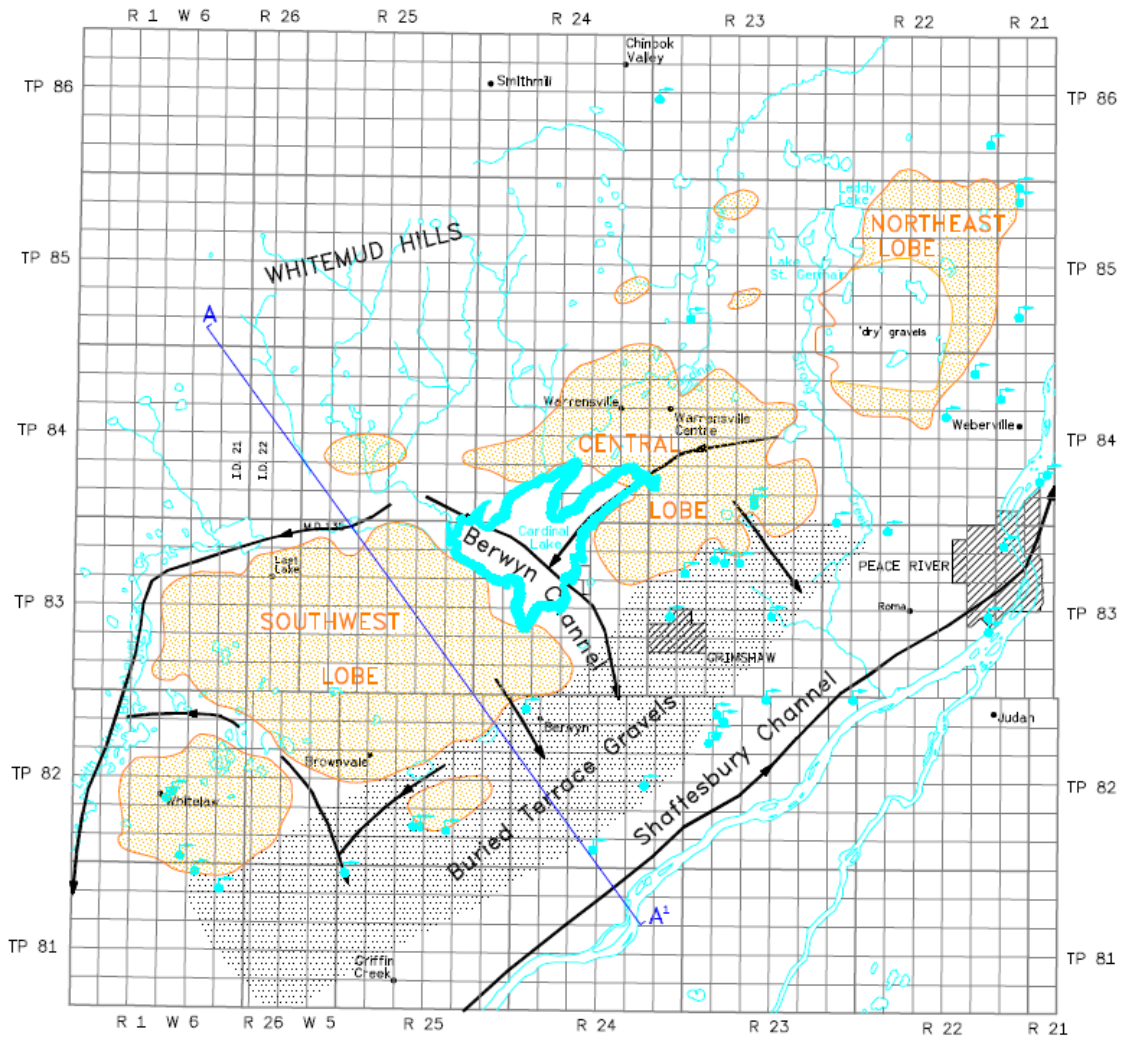 R 1 W 6 R 26 R 25 R 24 R 23 R 22 R 21
Chinook
Valley
Smithmill
TP 86
TP 86
Leddy
Lake
NORTHEAST
LOBE
WHITEMUD HILLS
Lake
St. Germain
TP 85
TP 85
A
'dry' gravels
Creek
Warrensville
Warrensville
Centre
Weberville
TP 84
TP 84
CENTRAL
I.D. 21
I.D. 22
LOBE
Cardinal
Lake
Berwyn Channel
Creek
PEACE RIVER
Last
Lake
Roma
TP 83
TP 83
SOUTHWEST
LOBE
GRIMSHAW
Berwyn
Judah
Brownvale
TP 82
TP 82
Whitelaw
Buried Terrace Gravels
Shaftesbury Channel
A¹
TP 81
TP 81
Griffin
Creek
R 1 W 6 R 26 W 5 R 25 R 24 R 23 R 22 R 21